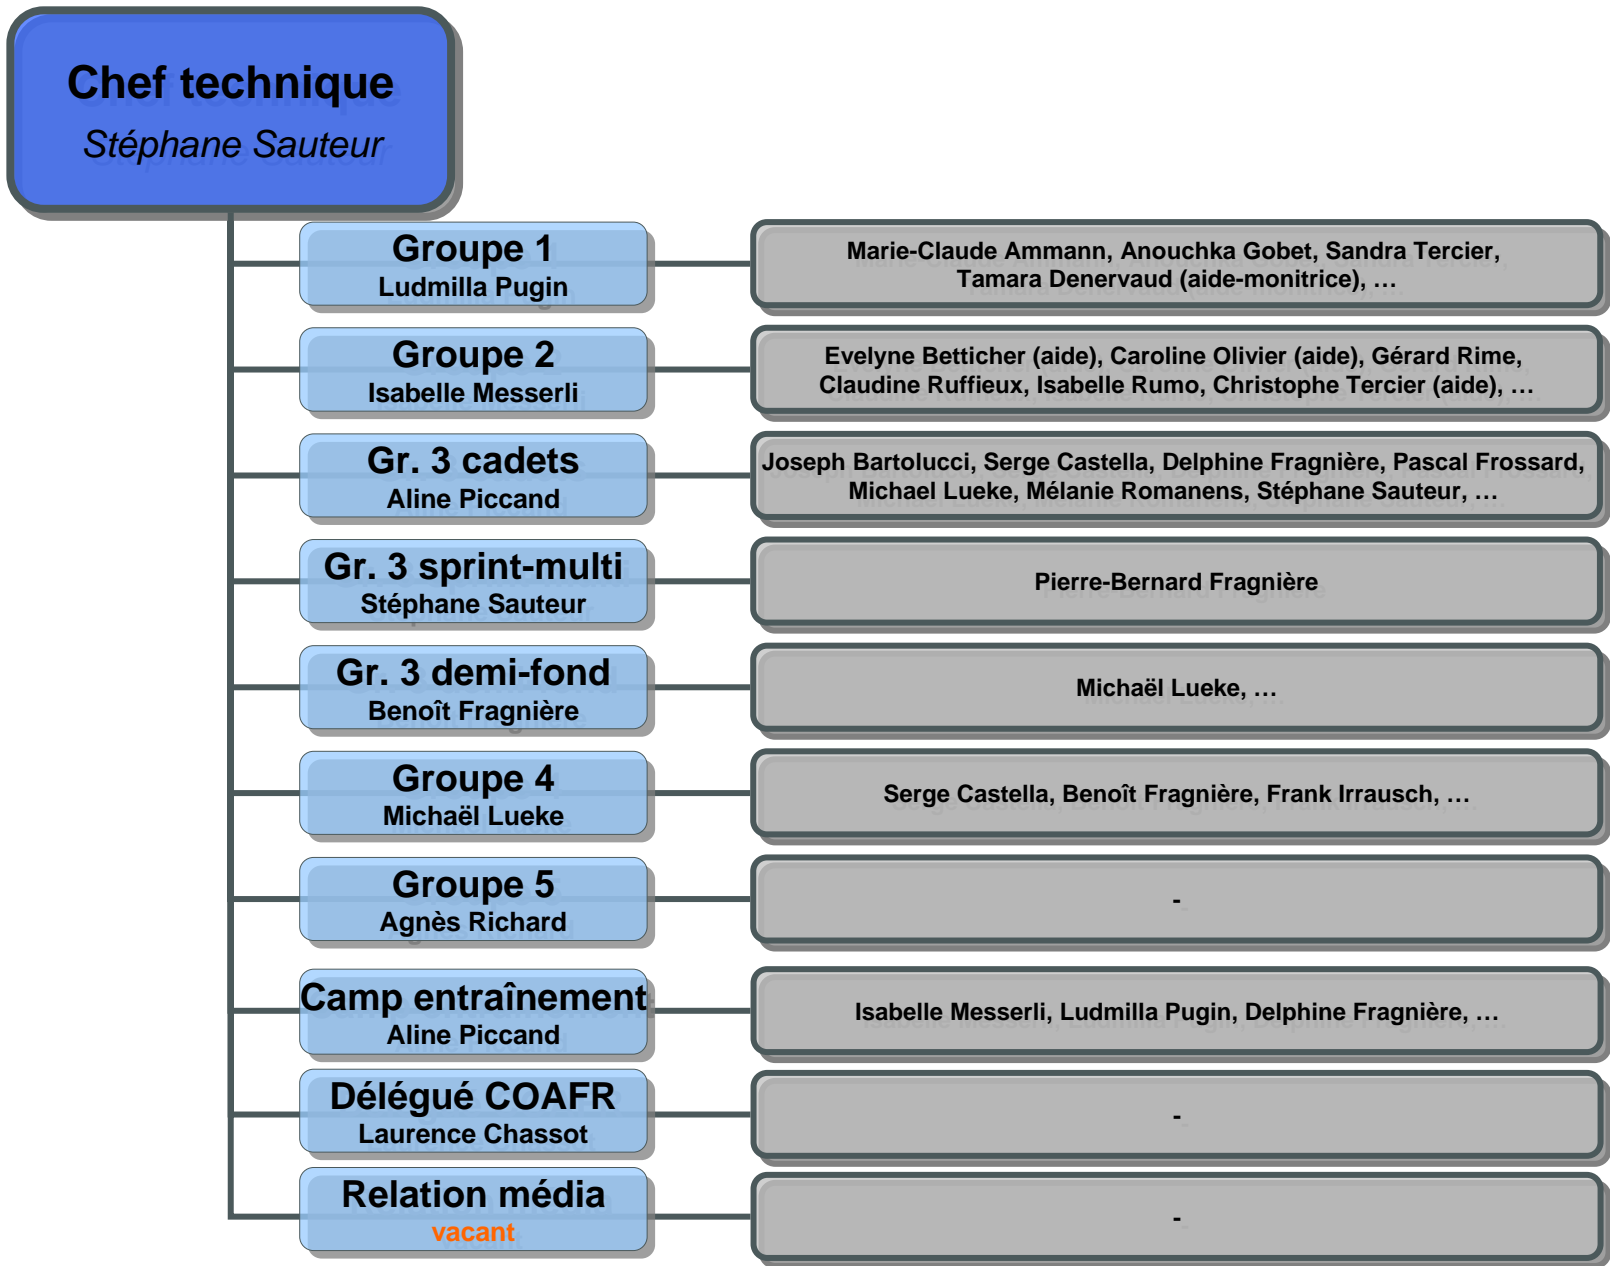 Chef technique
Stéphane Sauteur
Groupe 1
Ludmilla Pugin
Marie-Claude Ammann, Anouchka Gobet, Sandra Tercier,
Tamara Denervaud (aide-monitrice), …
Groupe 2
Isabelle Messerli
Evelyne Betticher (aide), Caroline Olivier (aide), Gérard Rime,
Claudine Ruffieux, Isabelle Rumo, Christophe Tercier (aide), …
Gr. 3 cadets
Aline Piccand
Joseph Bartolucci, Serge Castella, Delphine Fragnière, Pascal Frossard,
Michael Lueke, Mélanie Romanens, Stéphane Sauteur, …
Gr. 3 sprint-multi
Stéphane Sauteur
Pierre-Bernard Fragnière
Gr. 3 demi-fond
Benoît Fragnière
Michaël Lueke, …
Groupe 4
Michaël Lueke
Serge Castella, Benoît Fragnière, Frank Irrausch, …
Groupe 5
Agnès Richard
-
Camp entraînement
Aline Piccand
Isabelle Messerli, Ludmilla Pugin, Delphine Fragnière, …
Délégué COAFR
Laurence Chassot
-
Relation média
vacant
-